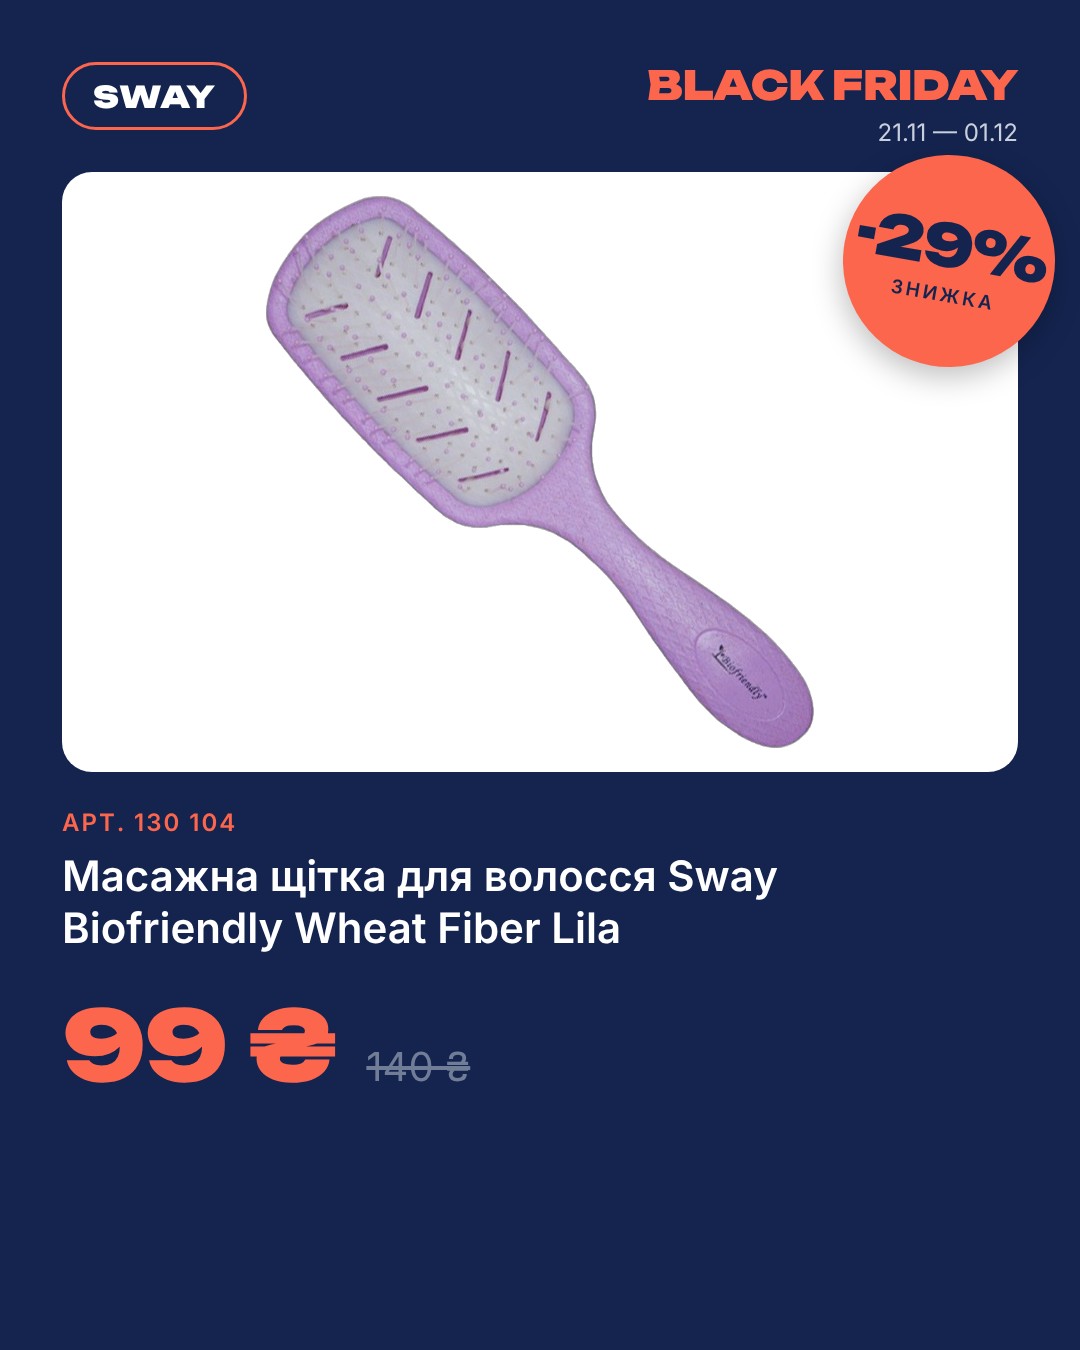 SWAY
BLACK FRIDAY
21.11 — 01.12
-29%
ЗНИЖКА
Biofriendly™
АРТ. 130 104
Масажна щітка для волосся Sway
Biofriendly Wheat Fiber Lila
99 ₴
140 ₴